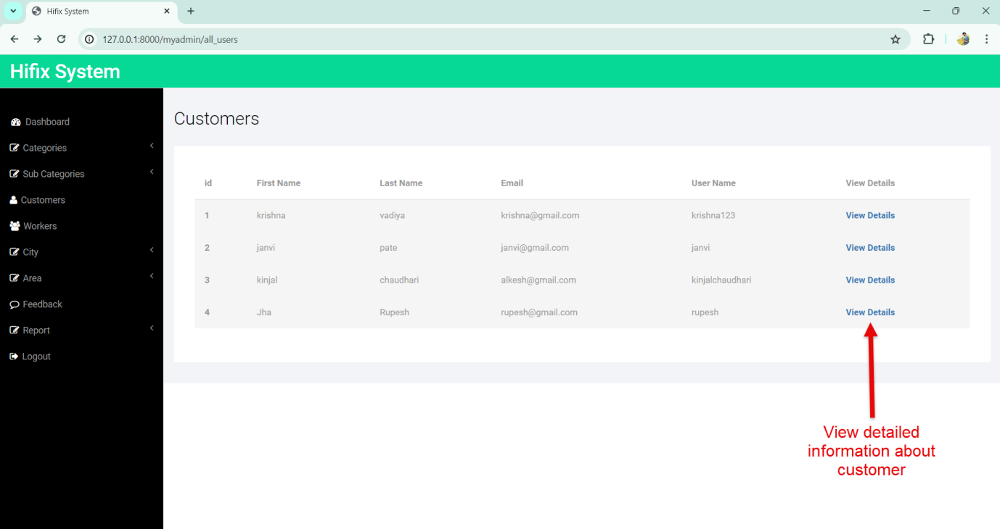 Hifix System
127.0.0.1:8000/myadmin/all_users
Hifix System
Dashboard
Categories
Sub Categories
Customers
Workers
City
Area
Feedback
Report
Logout
Customers
id First Name Last Name Email User Name View Details
1 krishna vadiya krishna@gmail.com krishna123 View Details
2 janvi pate janvi@gmail.com janvi View Details
3 kinjal chaudhari alkesh@gmail.com kinjalchaudhari View Details
4 Jha Rupesh rupesh@gmail.com rupesh View Details
View detailed
information about
customer